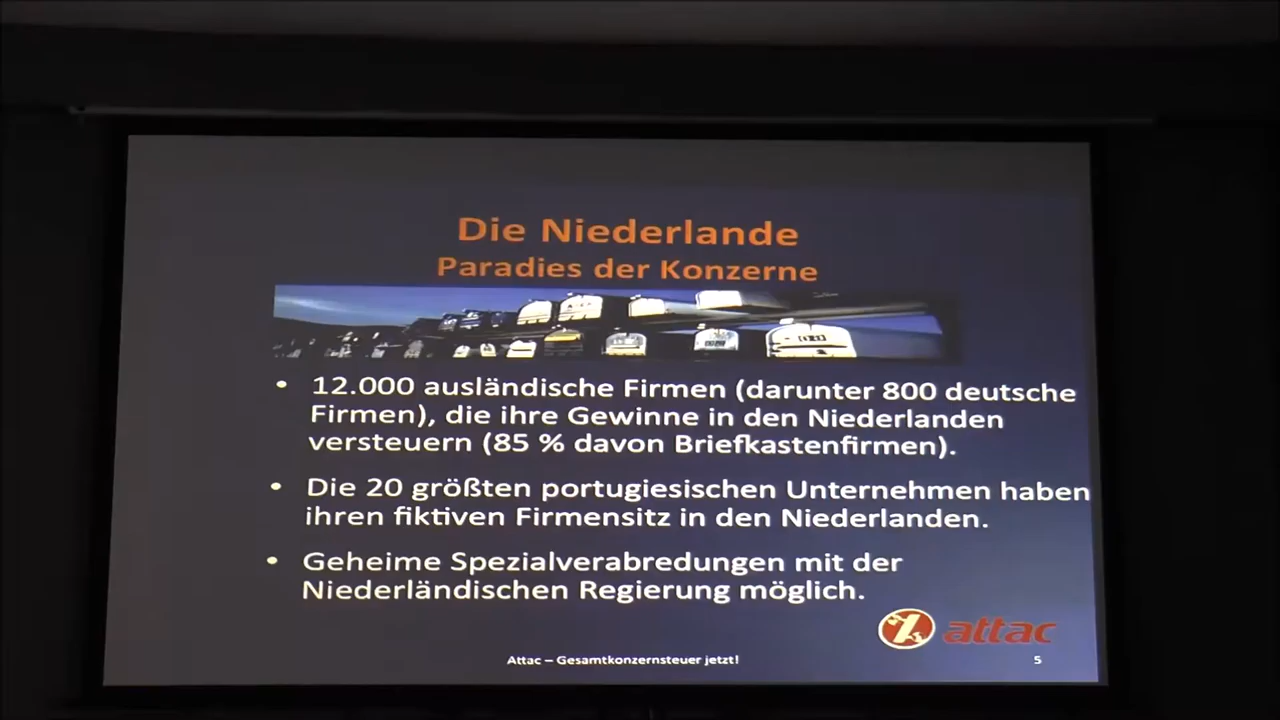 Die Niederlande
Paradies der Konzerne
• 12.000 ausländische Firmen (darunter 800 deutsche
Firmen), die ihre Gewinne in den Niederlanden
versteuern (85 % davon Briefkastenfirmen).
• Die 20 größten portugiesischen Unternehmen haben
ihren fiktiven Firmensitz in den Niederlanden.
• Geheime Spezialverabredungen mit der
Niederländischen Regierung möglich.
attac
Attac – Gesamtkonzernsteuer jetzt!
5